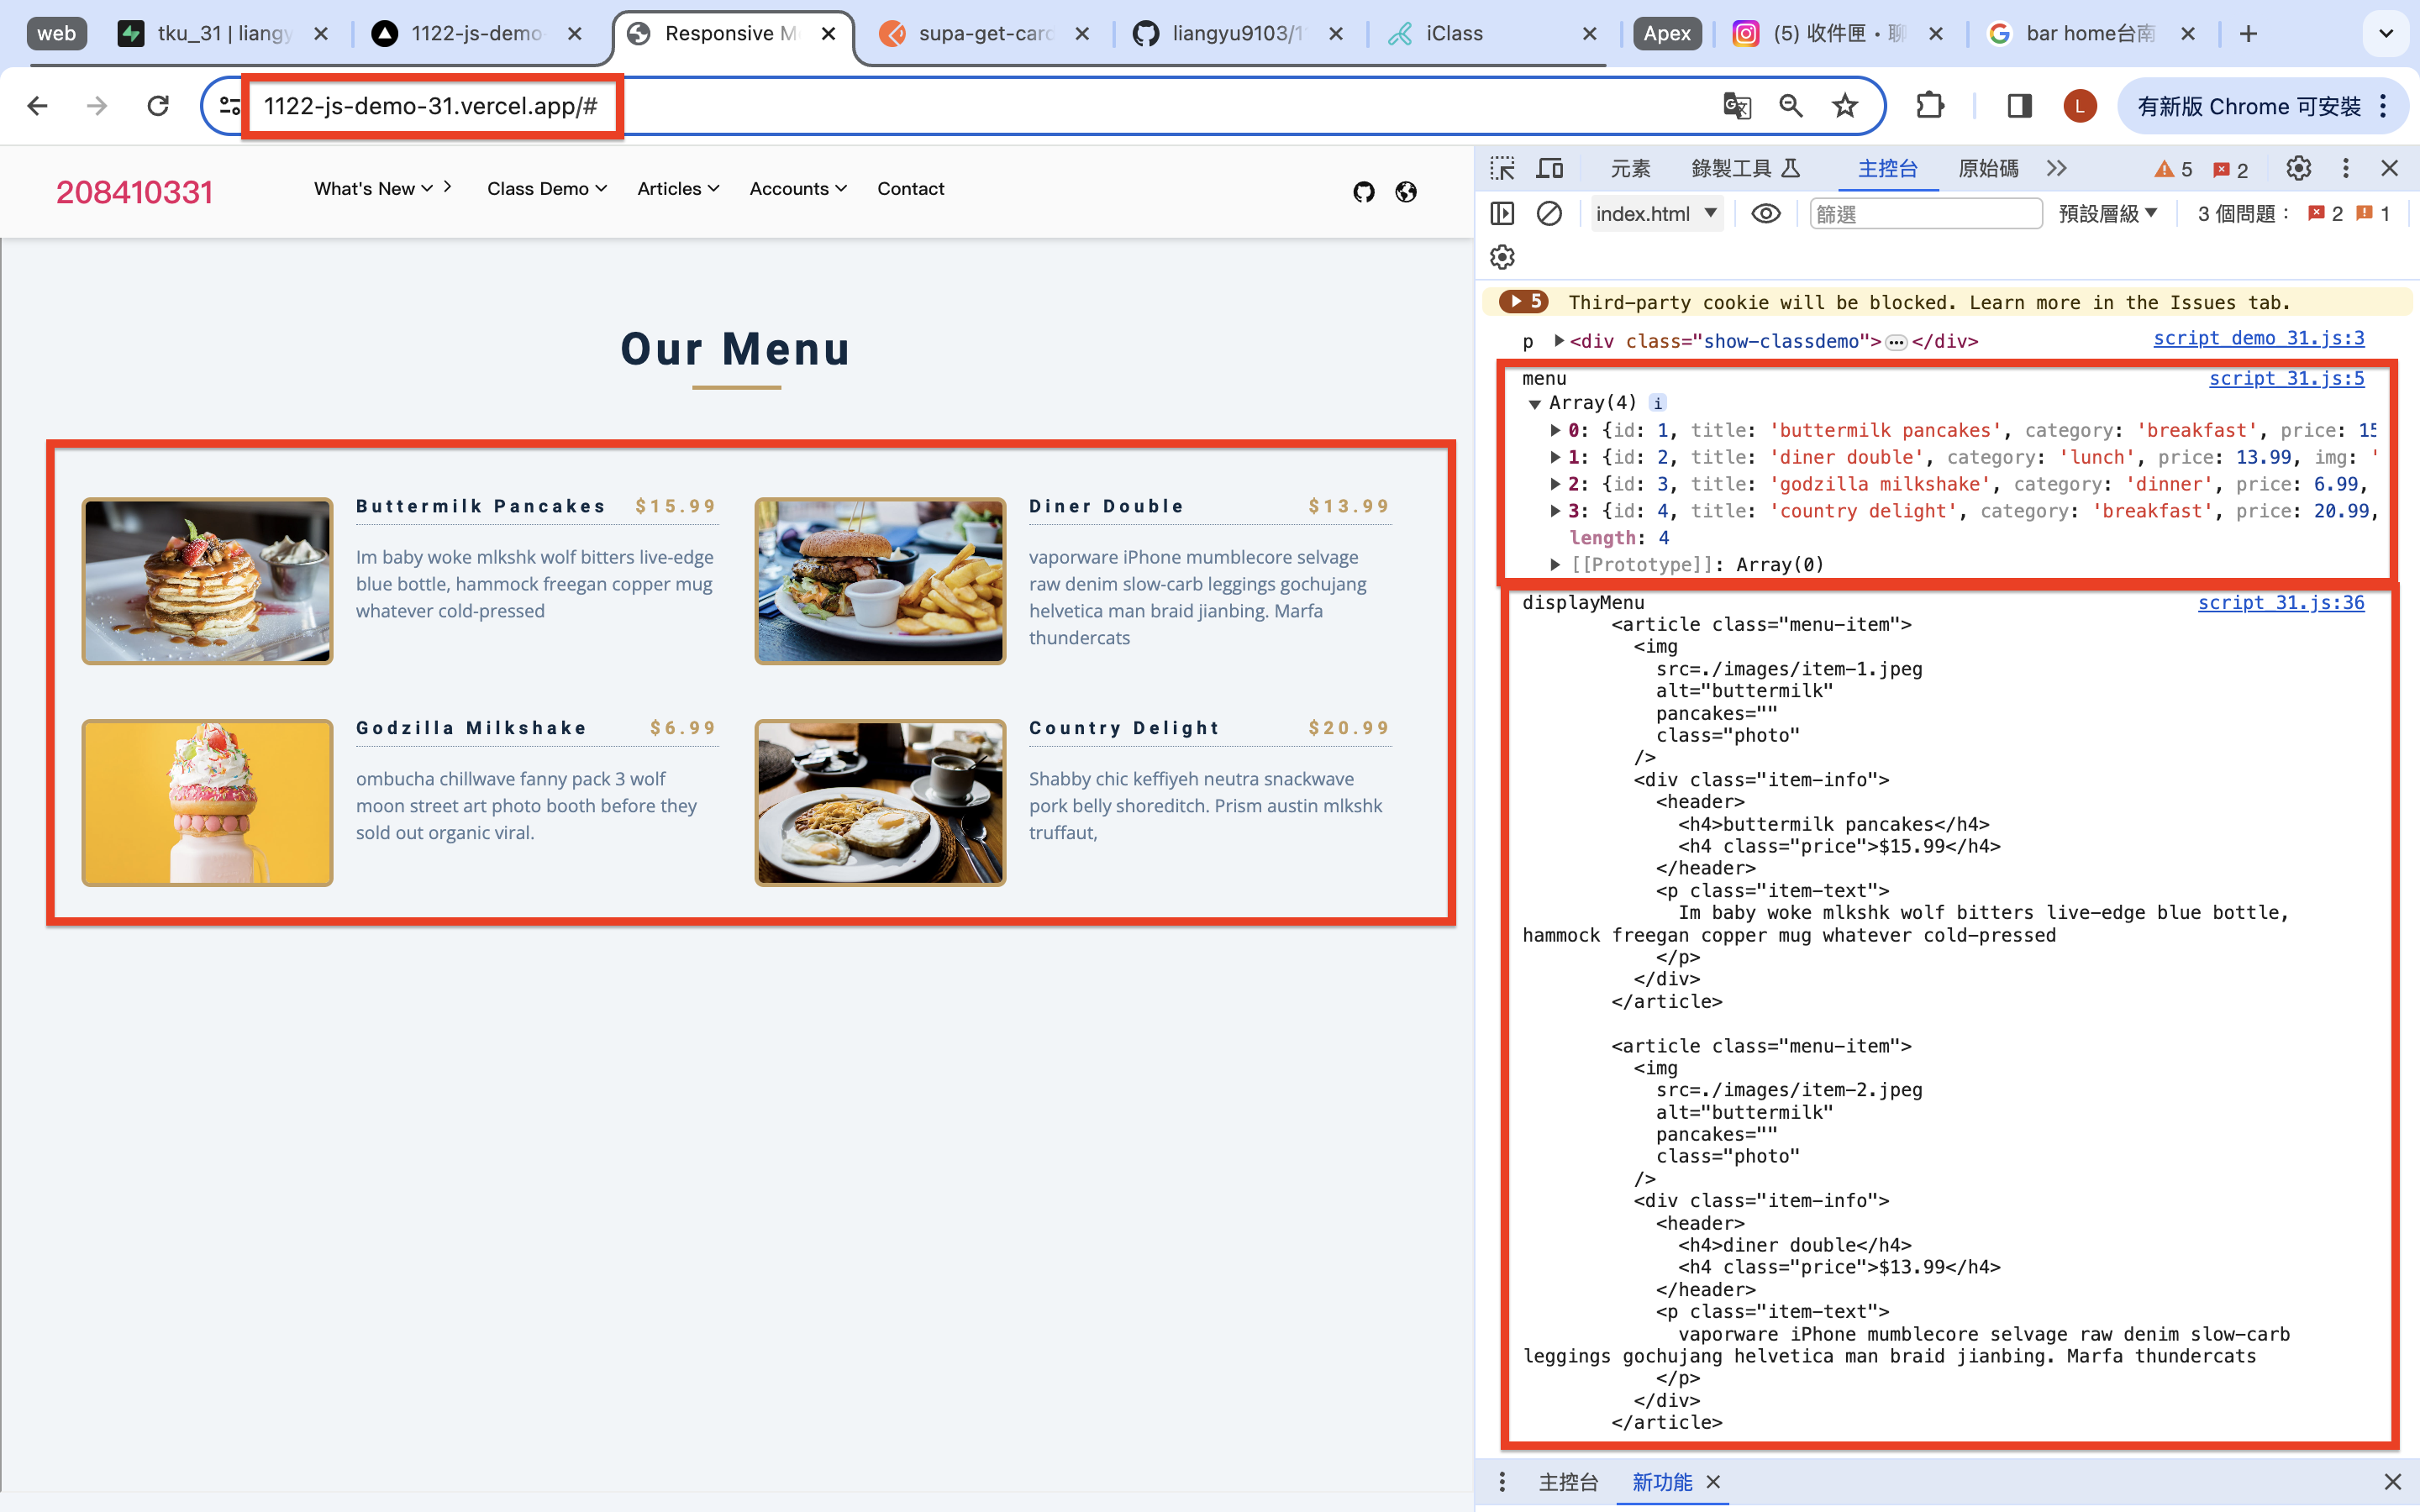 web
tku_31 | liangy
1122-js-demo-
Responsive M
supa-get-card
liangyu9103/1
iClass
Apex
(5) 收件匣・聊
bar home台南
1122-js-demo-31.vercel.app/#
L
有新版 Chrome 可安裝
208410331
What's New
Class Demo
Articles
Accounts
Contact
Our Menu
Buttermilk Pancakes $15.99
Im baby woke mlkshk wolf bitters live-edge
blue bottle, hammock freegan copper mug
whatever cold-pressed
Diner Double $13.99
vaporware iPhone mumblecore selvage
raw denim slow-carb leggings gochujang
helvetica man braid jianbing. Marfa
thundercats
Godzilla Milkshake $6.99
ombucha chillwave fanny pack 3 wolf
moon street art photo booth before they
sold out organic viral.
Country Delight $20.99
Shabby chic keffiyeh neutra snackwave
pork belly shoreditch. Prism austin mlkshk
truffaut,
元素 錄製工具 主控台 原始碼 5 2
index.html 篩選 預設層級 3 個問題： 2 1
5 Third-party cookie will be blocked. Learn more in the Issues tab.
p <div class="show-classdemo">…</div> script_demo_31.js:3
menu script_31.js:5
Array(4) i
0: {id: 1, title: 'buttermilk pancakes', category: 'breakfast', price: 15
1: {id: 2, title: 'diner double', category: 'lunch', price: 13.99, img: '
2: {id: 3, title: 'godzilla milkshake', category: 'dinner', price: 6.99,
3: {id: 4, title: 'country delight', category: 'breakfast', price: 20.99,
length: 4
[[Prototype]]: Array(0)
displayMenu script_31.js:36
<article class="menu-item">
<img
src=./images/item-1.jpeg
alt="buttermilk"
pancakes=""
class="photo"
/>
<div class="item-info">
<header>
<h4>buttermilk pancakes</h4>
<h4 class="price">$15.99</h4>
</header>
<p class="item-text">
Im baby woke mlkshk wolf bitters live-edge blue bottle,
hammock freegan copper mug whatever cold-pressed
</p>
</div>
</article>
<article class="menu-item">
<img
src=./images/item-2.jpeg
alt="buttermilk"
pancakes=""
class="photo"
/>
<div class="item-info">
<header>
<h4>diner double</h4>
<h4 class="price">$13.99</h4>
</header>
<p class="item-text">
vaporware iPhone mumblecore selvage raw denim slow-carb
leggings gochujang helvetica man braid jianbing. Marfa thundercats
</p>
</div>
</article>
主控台 新功能